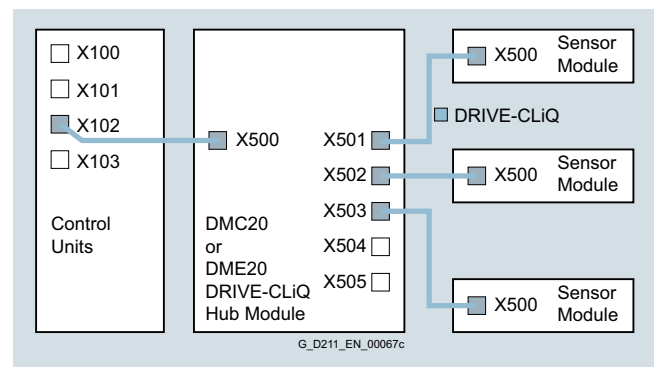 X100
X101
X102
X103
Control
Units
X500
X501
X502
X503
X504
X505
DMC20
or
DME20
DRIVE-CLiQ
Hub Module
X500
Sensor
Module
DRIVE-CLiQ
X500
Sensor
Module
X500
Sensor
Module
G_D211_EN_00067c